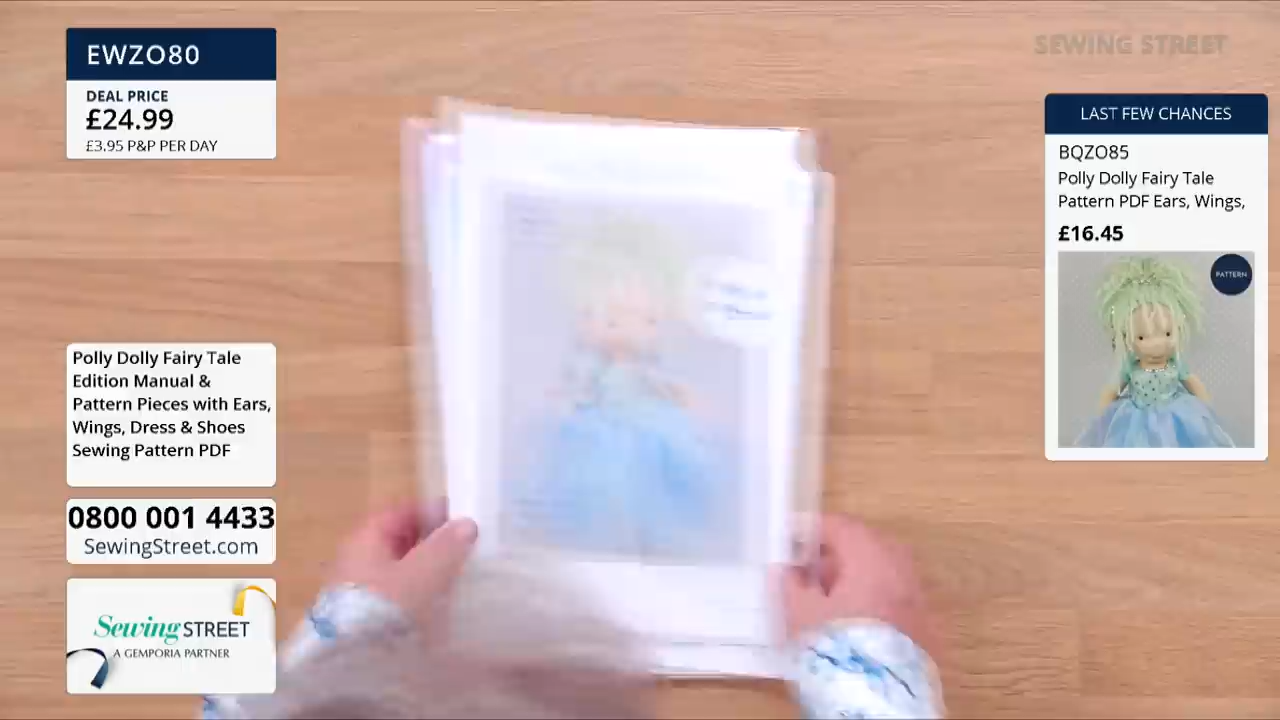 EWZO80
DEAL PRICE
£24.99
£3.95 P&P PER DAY
Polly Dolly Fairy Tale
Edition Manual &
Pattern Pieces with Ears,
Wings, Dress & Shoes
Sewing Pattern PDF
0800 001 4433
SewingStreet.com
Sewing STREET
A GEMPORIA PARTNER
SEWING STREET
LAST FEW CHANCES
BQZO85
Polly Dolly Fairy Tale
Pattern PDF Ears, Wings,
£16.45
PATTERN